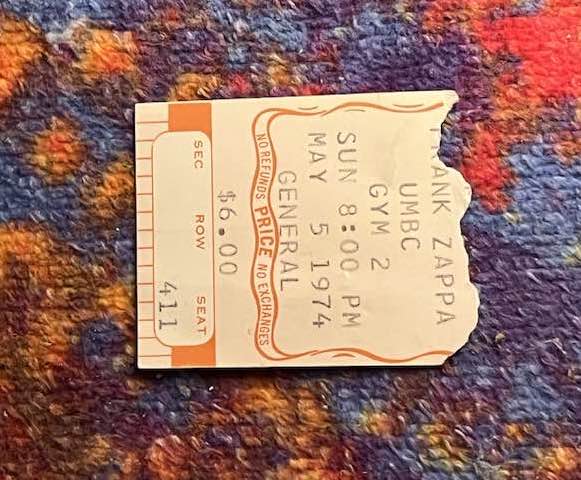 FRANK ZAPPA
UMBC
GYM 2
SUN 8:00 PM
MAY 5 1974
GENERAL
NO REFUNDS PRICE NO EXCHANGES
$6.00
SEC ROW SEAT
411